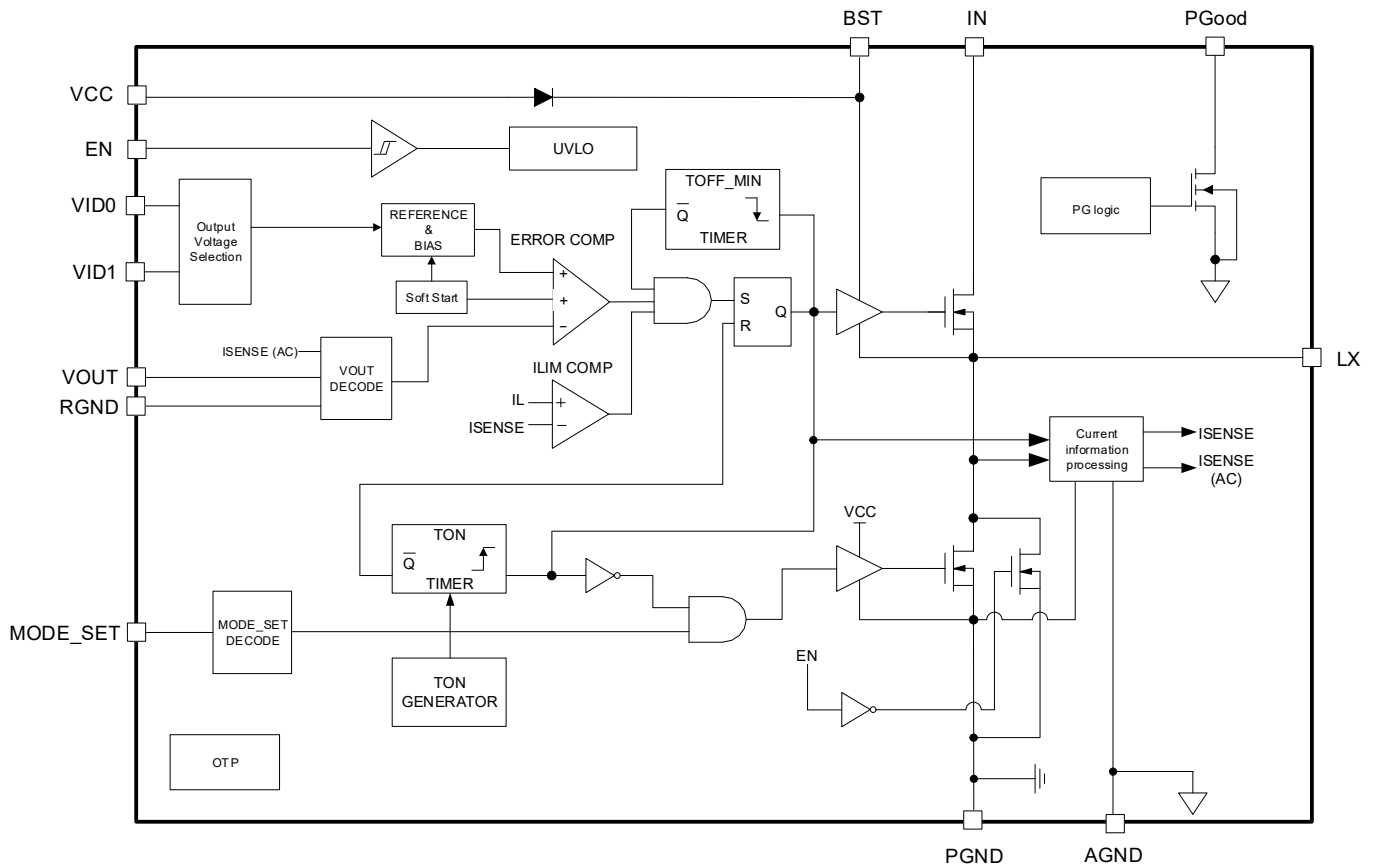 BST
IN
PGood
VCC
EN
UVLO
VID0
VID1
Output
Voltage
Selection
REFERENCE
&
BIAS
Soft Start
ERROR COMP
+
+
−
TOFF_MIN
Q
TIMER
S
R
Q
PG logic
ISENSE (AC)
VOUT
RGND
VOUT
DECODE
ILIM COMP
IL
ISENSE
+
−
LX
Current
information
processing
ISENSE
ISENSE
(AC)
VCC
TON
Q
TIMER
MODE_SET
MODE_SET
DECODE
TON
GENERATOR
EN
OTP
PGND
AGND